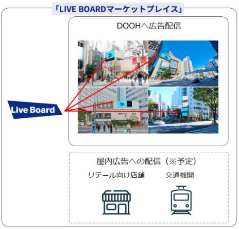 「LIVE BOARDマーケットプレイス」
DOOHへ広告配信
Live Board
屋内広告への配信（※予定）
リテール向け店舗 交通機関